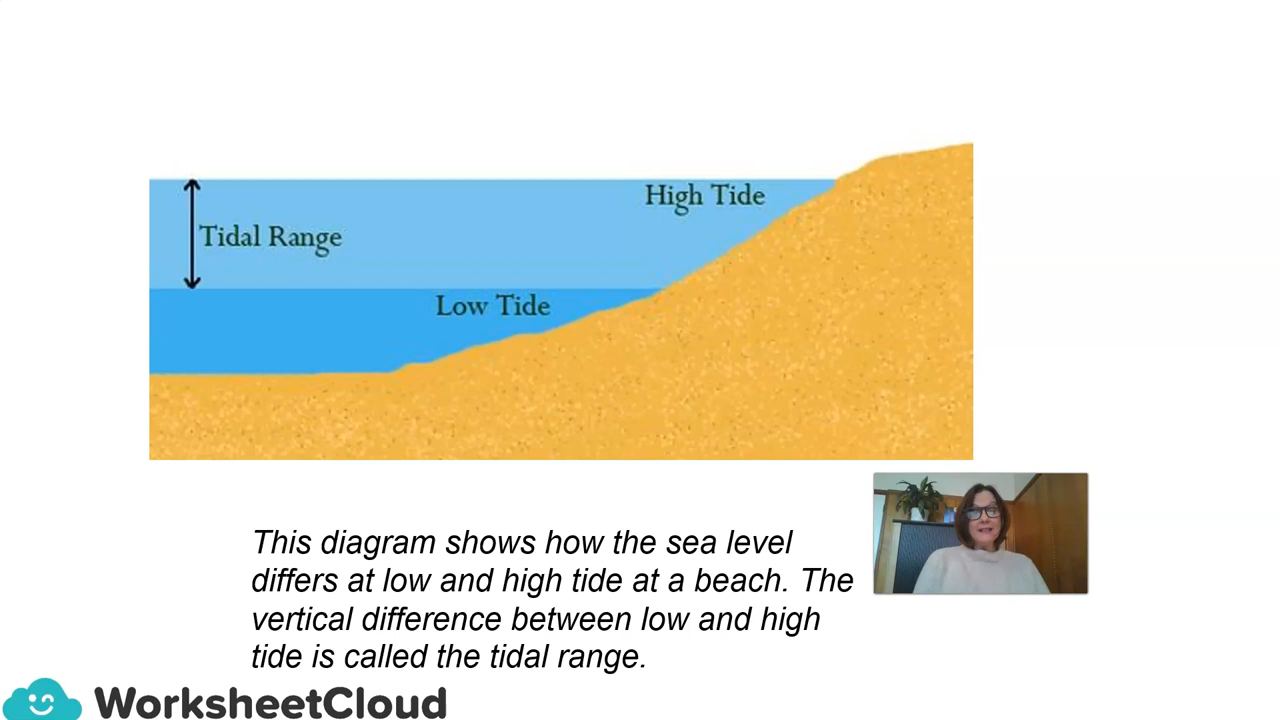 High Tide
Tidal Range
Low Tide
This diagram shows how the sea level
differs at low and high tide at a beach. The
vertical difference between low and high
tide is called the tidal range.
WorksheetCloud